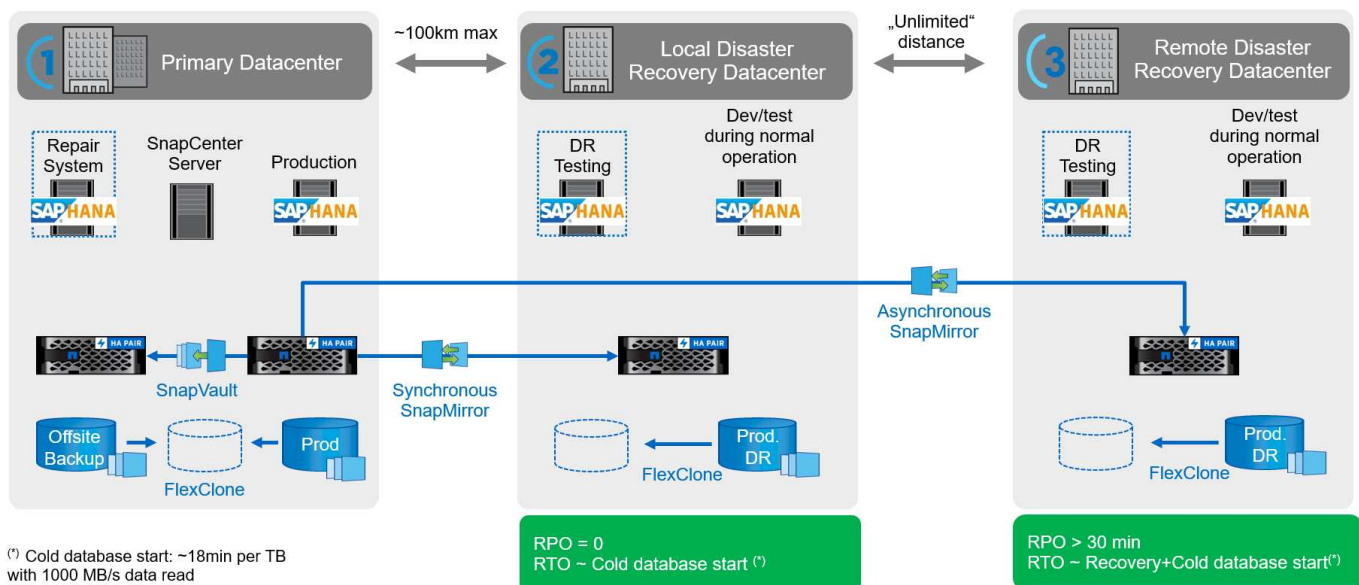 1
Primary Datacenter
~100km max
2
Local Disaster
Recovery Datacenter
„Unlimited“
distance
3
Remote Disaster
Recovery Datacenter
Repair
System
SAP HANA
SnapCenter
Server
Production
SAP HANA
DR
Testing
SAP HANA
Dev/test
during normal
operation
SAP HANA
DR
Testing
SAP HANA
Dev/test
during normal
operation
SAP HANA
HA PAIR
SnapVault
HA PAIR
Synchronous
SnapMirror
HA PAIR
Asynchronous
SnapMirror
HA PAIR
Offsite
Backup
FlexClone
Prod
FlexClone
Prod.
DR
FlexClone
Prod.
DR
(*) Cold database start: ~18min per TB
with 1000 MB/s data read
RPO = 0
RTO ~ Cold database start (*)
RPO > 30 min
RTO ~ Recovery+Cold database start(*)